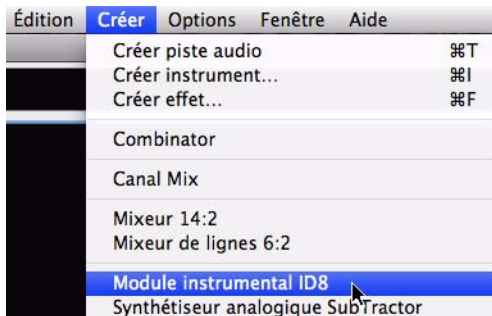 Édition Créer Options Fenêtre Aide
Créer piste audio ⌘T
Créer instrument... ⌘I
Créer effet... ⌘F
Combinator
Canal Mix
Mixeur 14:2
Mixeur de lignes 6:2
Module instrumental ID8
Synthétiseur analogique SubTractor